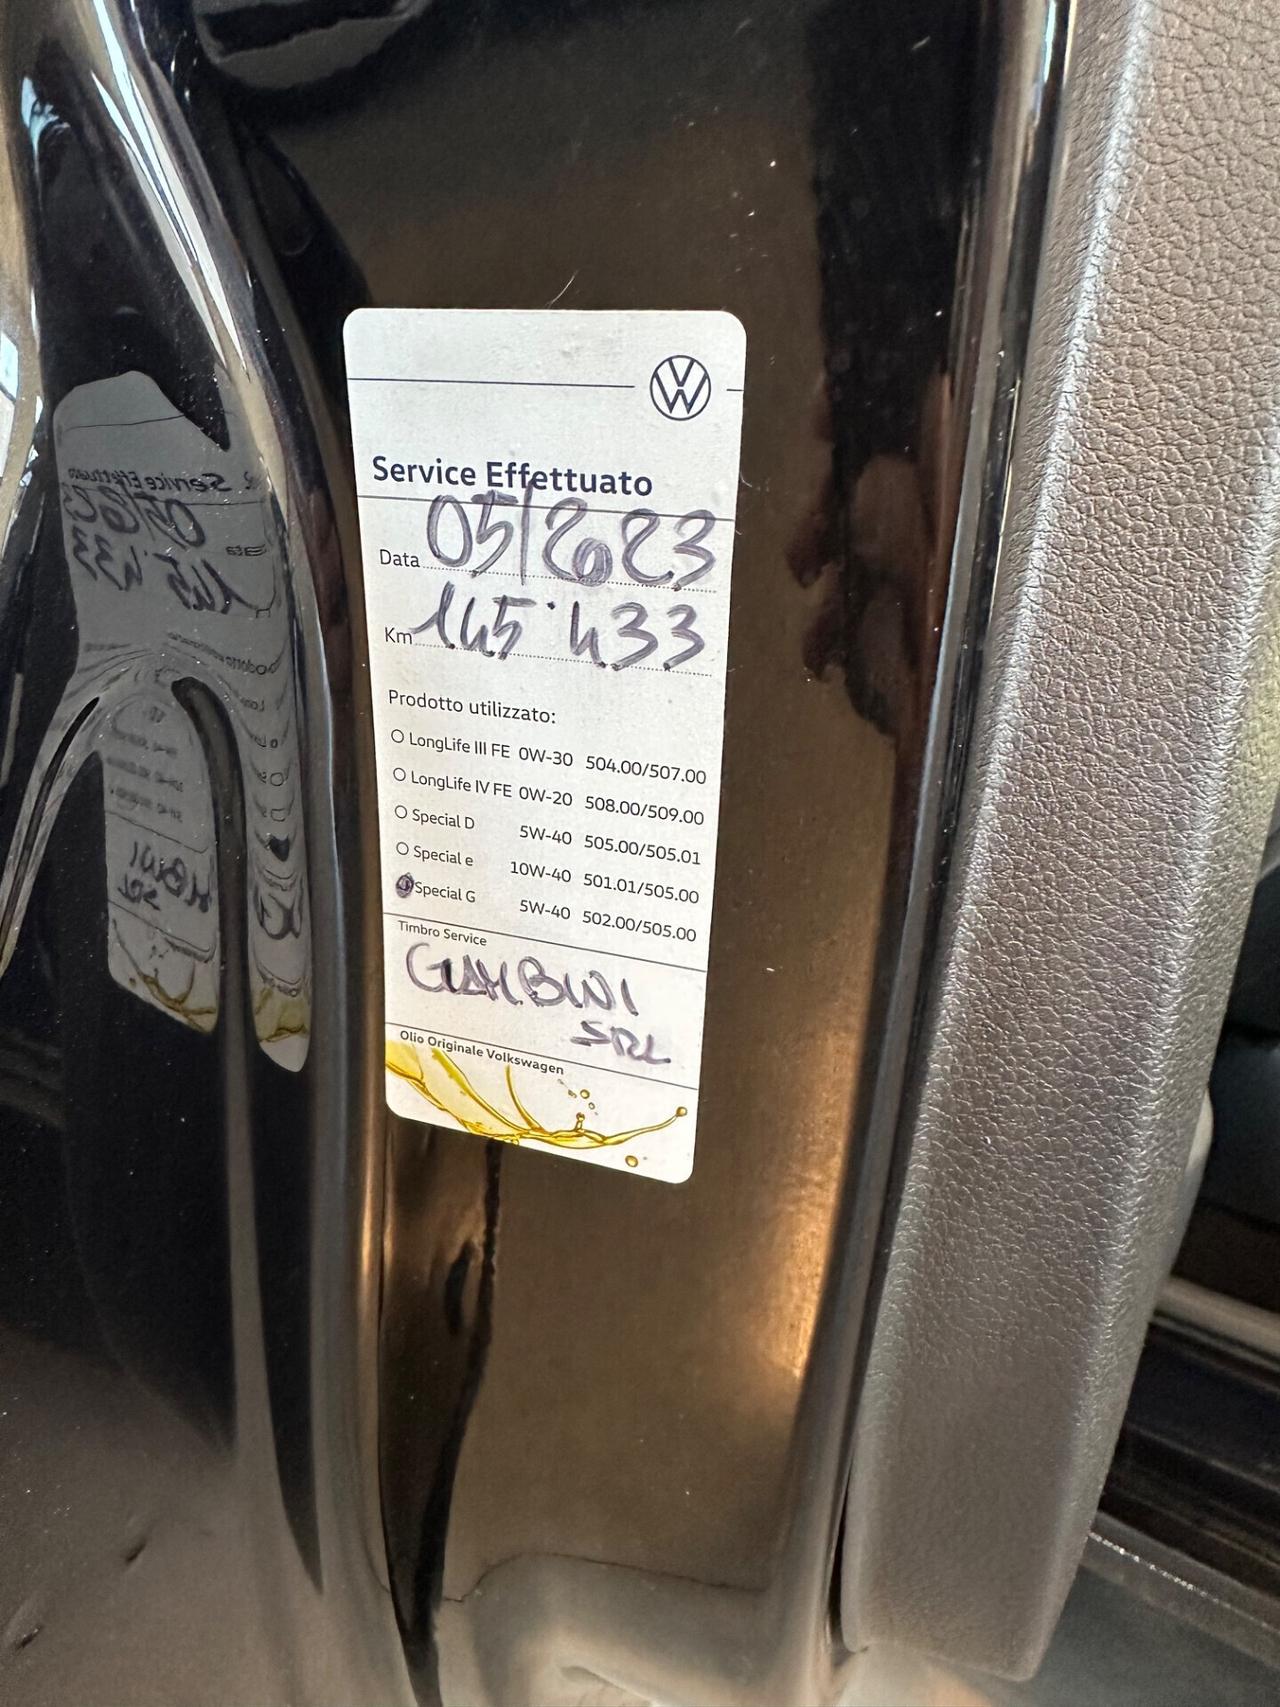 Service Effettuato
Data 05/2023
Km 145'433
Prodotto utilizzato:
LongLife III FE 0W-30 504.00/507.00
LongLife IV FE 0W-20 508.00/509.00
Special D 5W-40 505.00/505.01
Special e 10W-40 501.01/505.00
Special G 5W-40 502.00/505.00
Timbro Service
GIAMBINI
SRL
Olio Originale Volkswagen